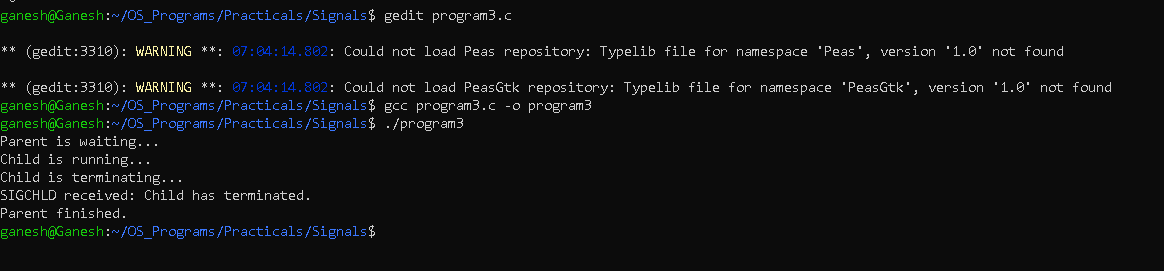 ganesh@Ganesh:~/OS_Programs/Practicals/Signals$ gedit program3.c
** (gedit:3310): WARNING **: 07:04:14.802: Could not load Peas repository: Typelib file for namespace 'Peas', version '1.0' not found
** (gedit:3310): WARNING **: 07:04:14.802: Could not load PeasGtk repository: Typelib file for namespace 'PeasGtk', version '1.0' not found
ganesh@Ganesh:~/OS_Programs/Practicals/Signals$ gcc program3.c -o program3
ganesh@Ganesh:~/OS_Programs/Practicals/Signals$ ./program3
Parent is waiting...
Child is running...
Child is terminating...
SIGCHLD received: Child has terminated.
Parent finished.
ganesh@Ganesh:~/OS_Programs/Practicals/Signals$